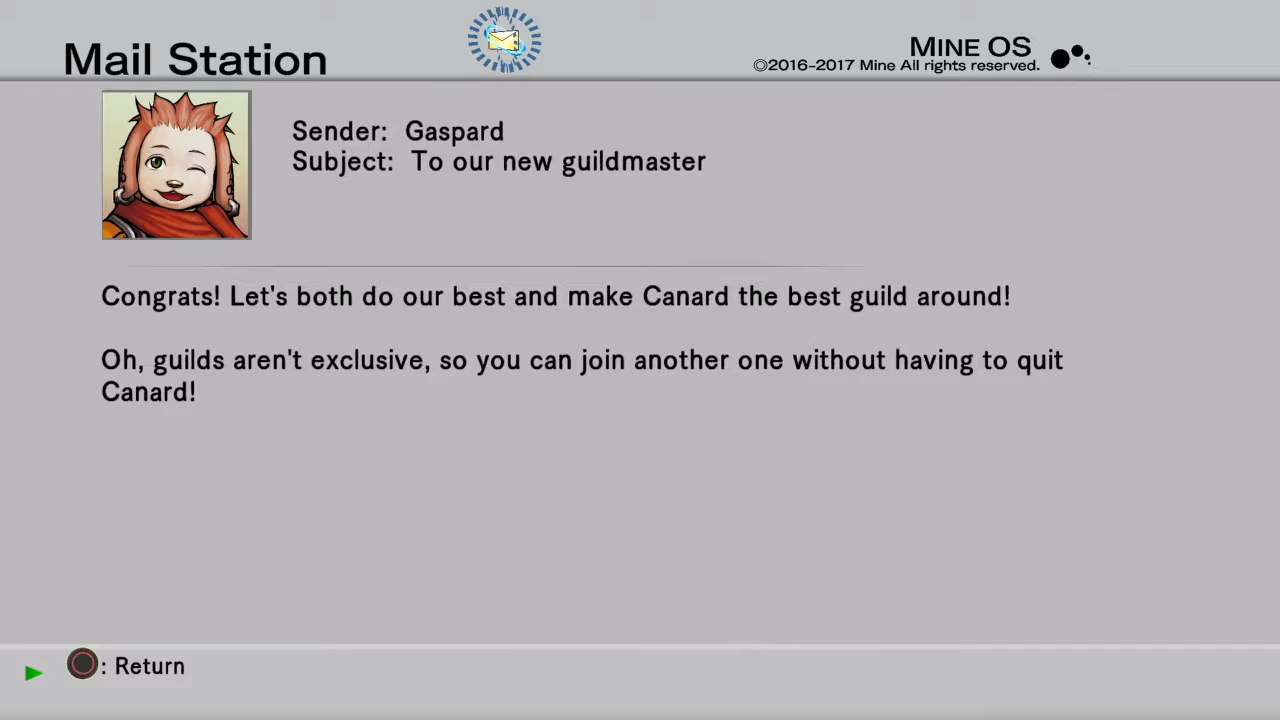 Mail Station
MINE OS
©2016-2017 Mine All rights reserved.
Sender: Gaspard
Subject: To our new guildmaster
Congrats! Let's both do our best and make Canard the best guild around!
Oh, guilds aren't exclusive, so you can join another one without having to quit
Canard!
: Return